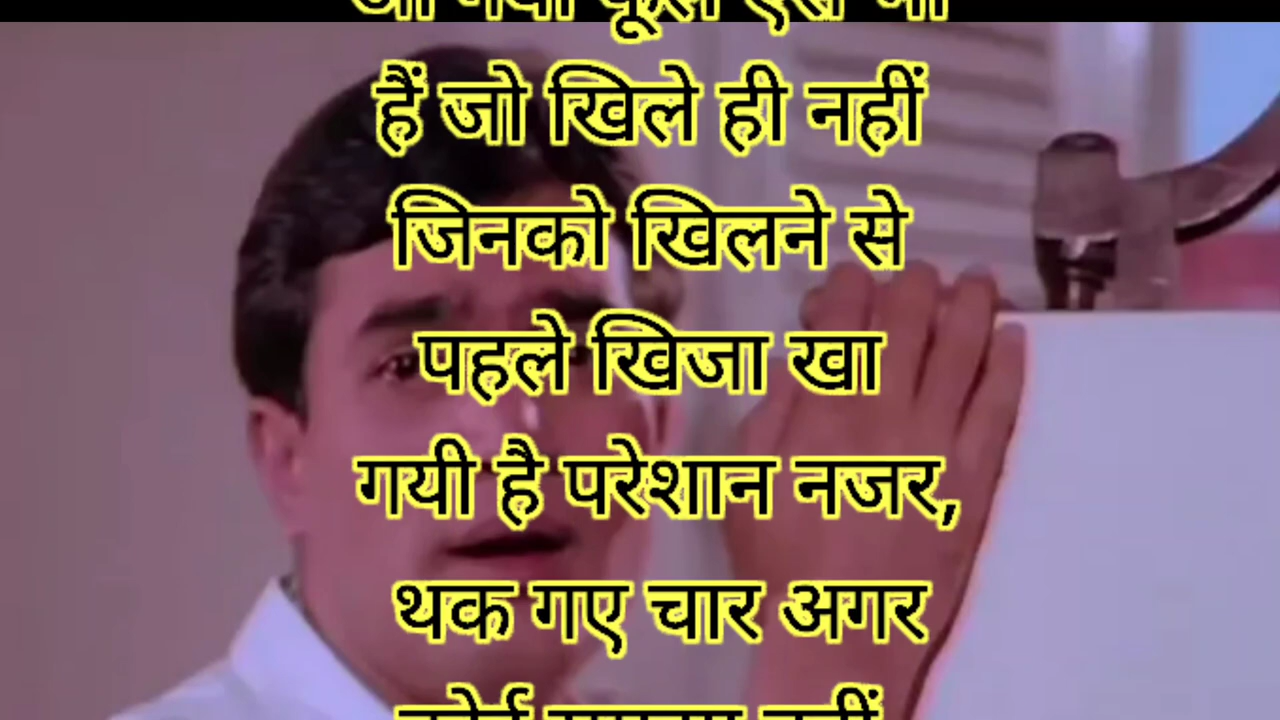 हैं जो खिले ही नहीं
जिनको खिलने से
पहले खिजा खा
गयी है परेशान नजर,
थक गए चार अगर